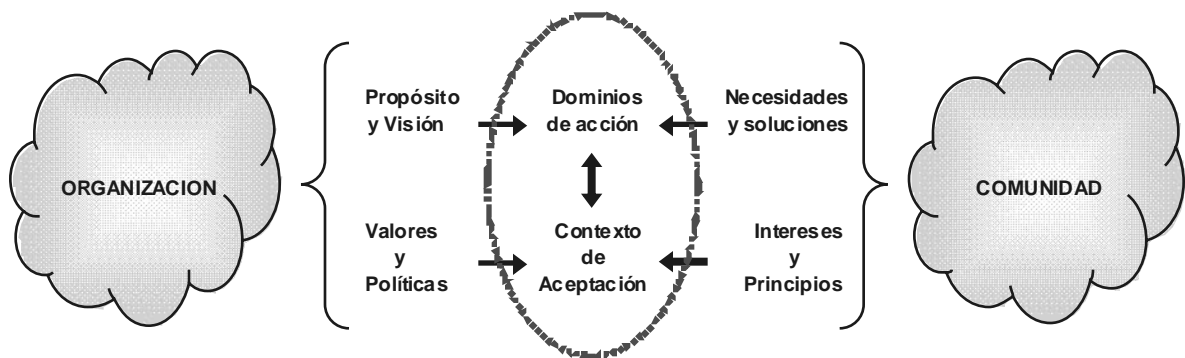 ORGANIZACION
Propósito
y Visión
Valores
y
Políticas
Dominios
de acción
Contexto
de
Aceptación
Necesidades
y soluciones
Intereses
y
Principios
COMUNIDAD